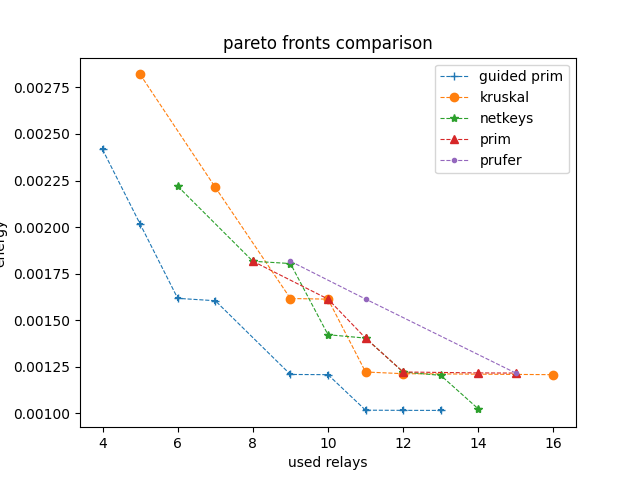 pareto fronts comparison
guided prim
kruskal
netkeys
prim
prufer
0.00275
0.00250
0.00225
0.00200
0.00175
0.00150
0.00125
0.00100
energy
4 6 8 10 12 14 16
used relays